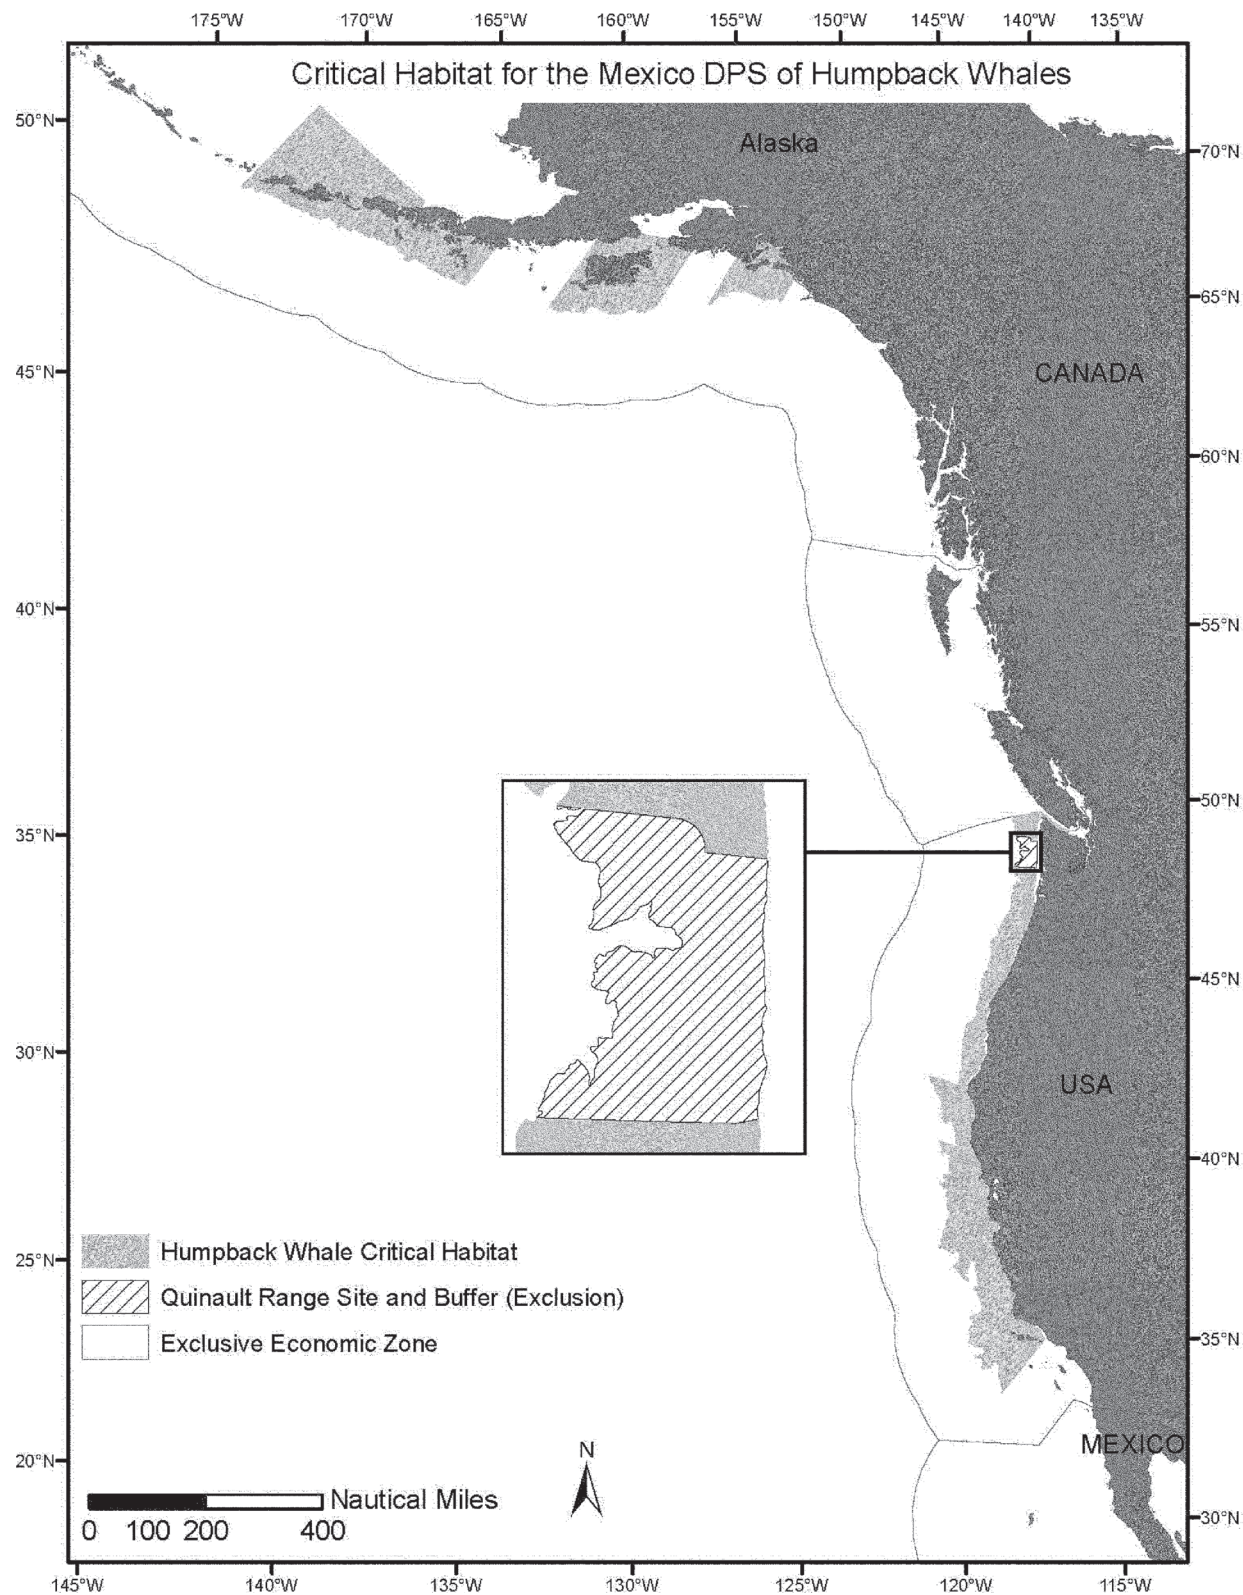 175°W 170°W 165°W 160°W 155°W 150°W 145°W 140°W 135°W
Critical Habitat for the Mexico DPS of Humpback Whales
50°N
Alaska
70°N
65°N
45°N
CANADA
60°N
40°N
55°N
50°N
35°N
45°N
30°N
USA
40°N
Humpback Whale Critical Habitat
25°N
Quinault Range Site and Buffer (Exclusion)
35°N
Exclusive Economic Zone
MEXICO
20°N
N
Nautical Miles
0 100 200 400
30°N
145°W 140°W 135°W 130°W 125°W 120°W 115°W